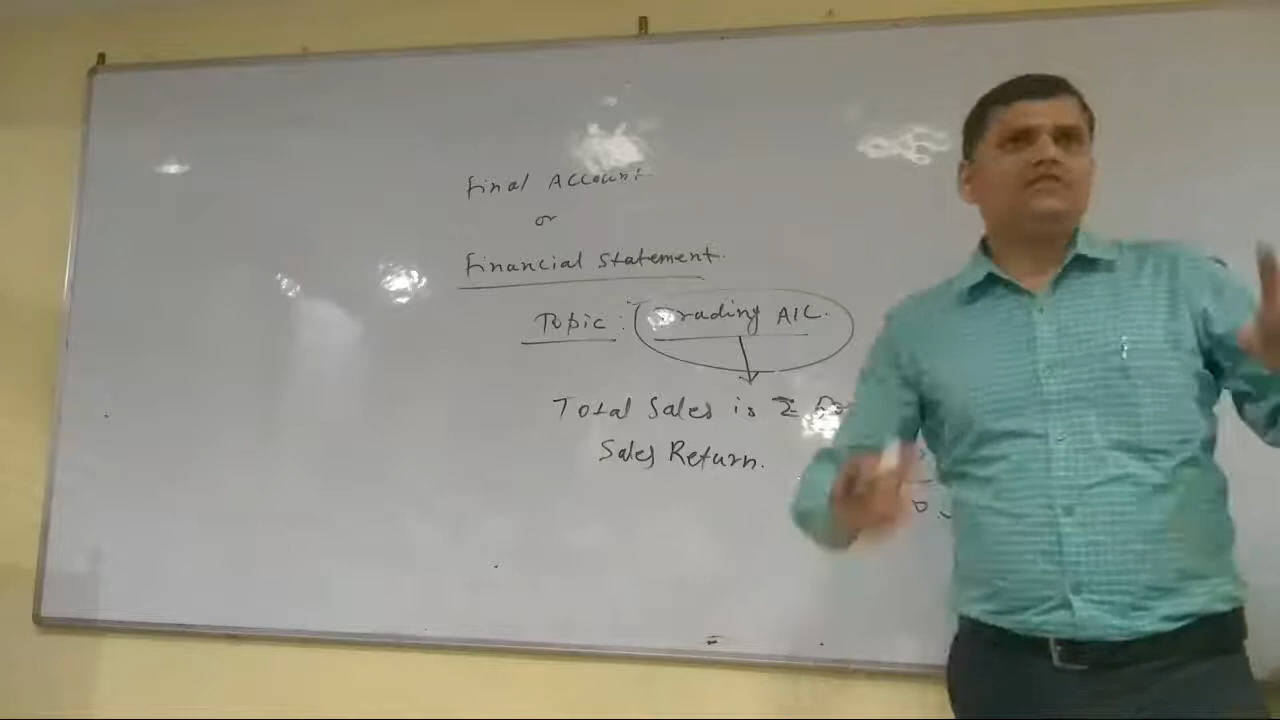 Final Account
or
Financial Statement.
Topic : Trading A/C.
Total Sales is
Sales Return.